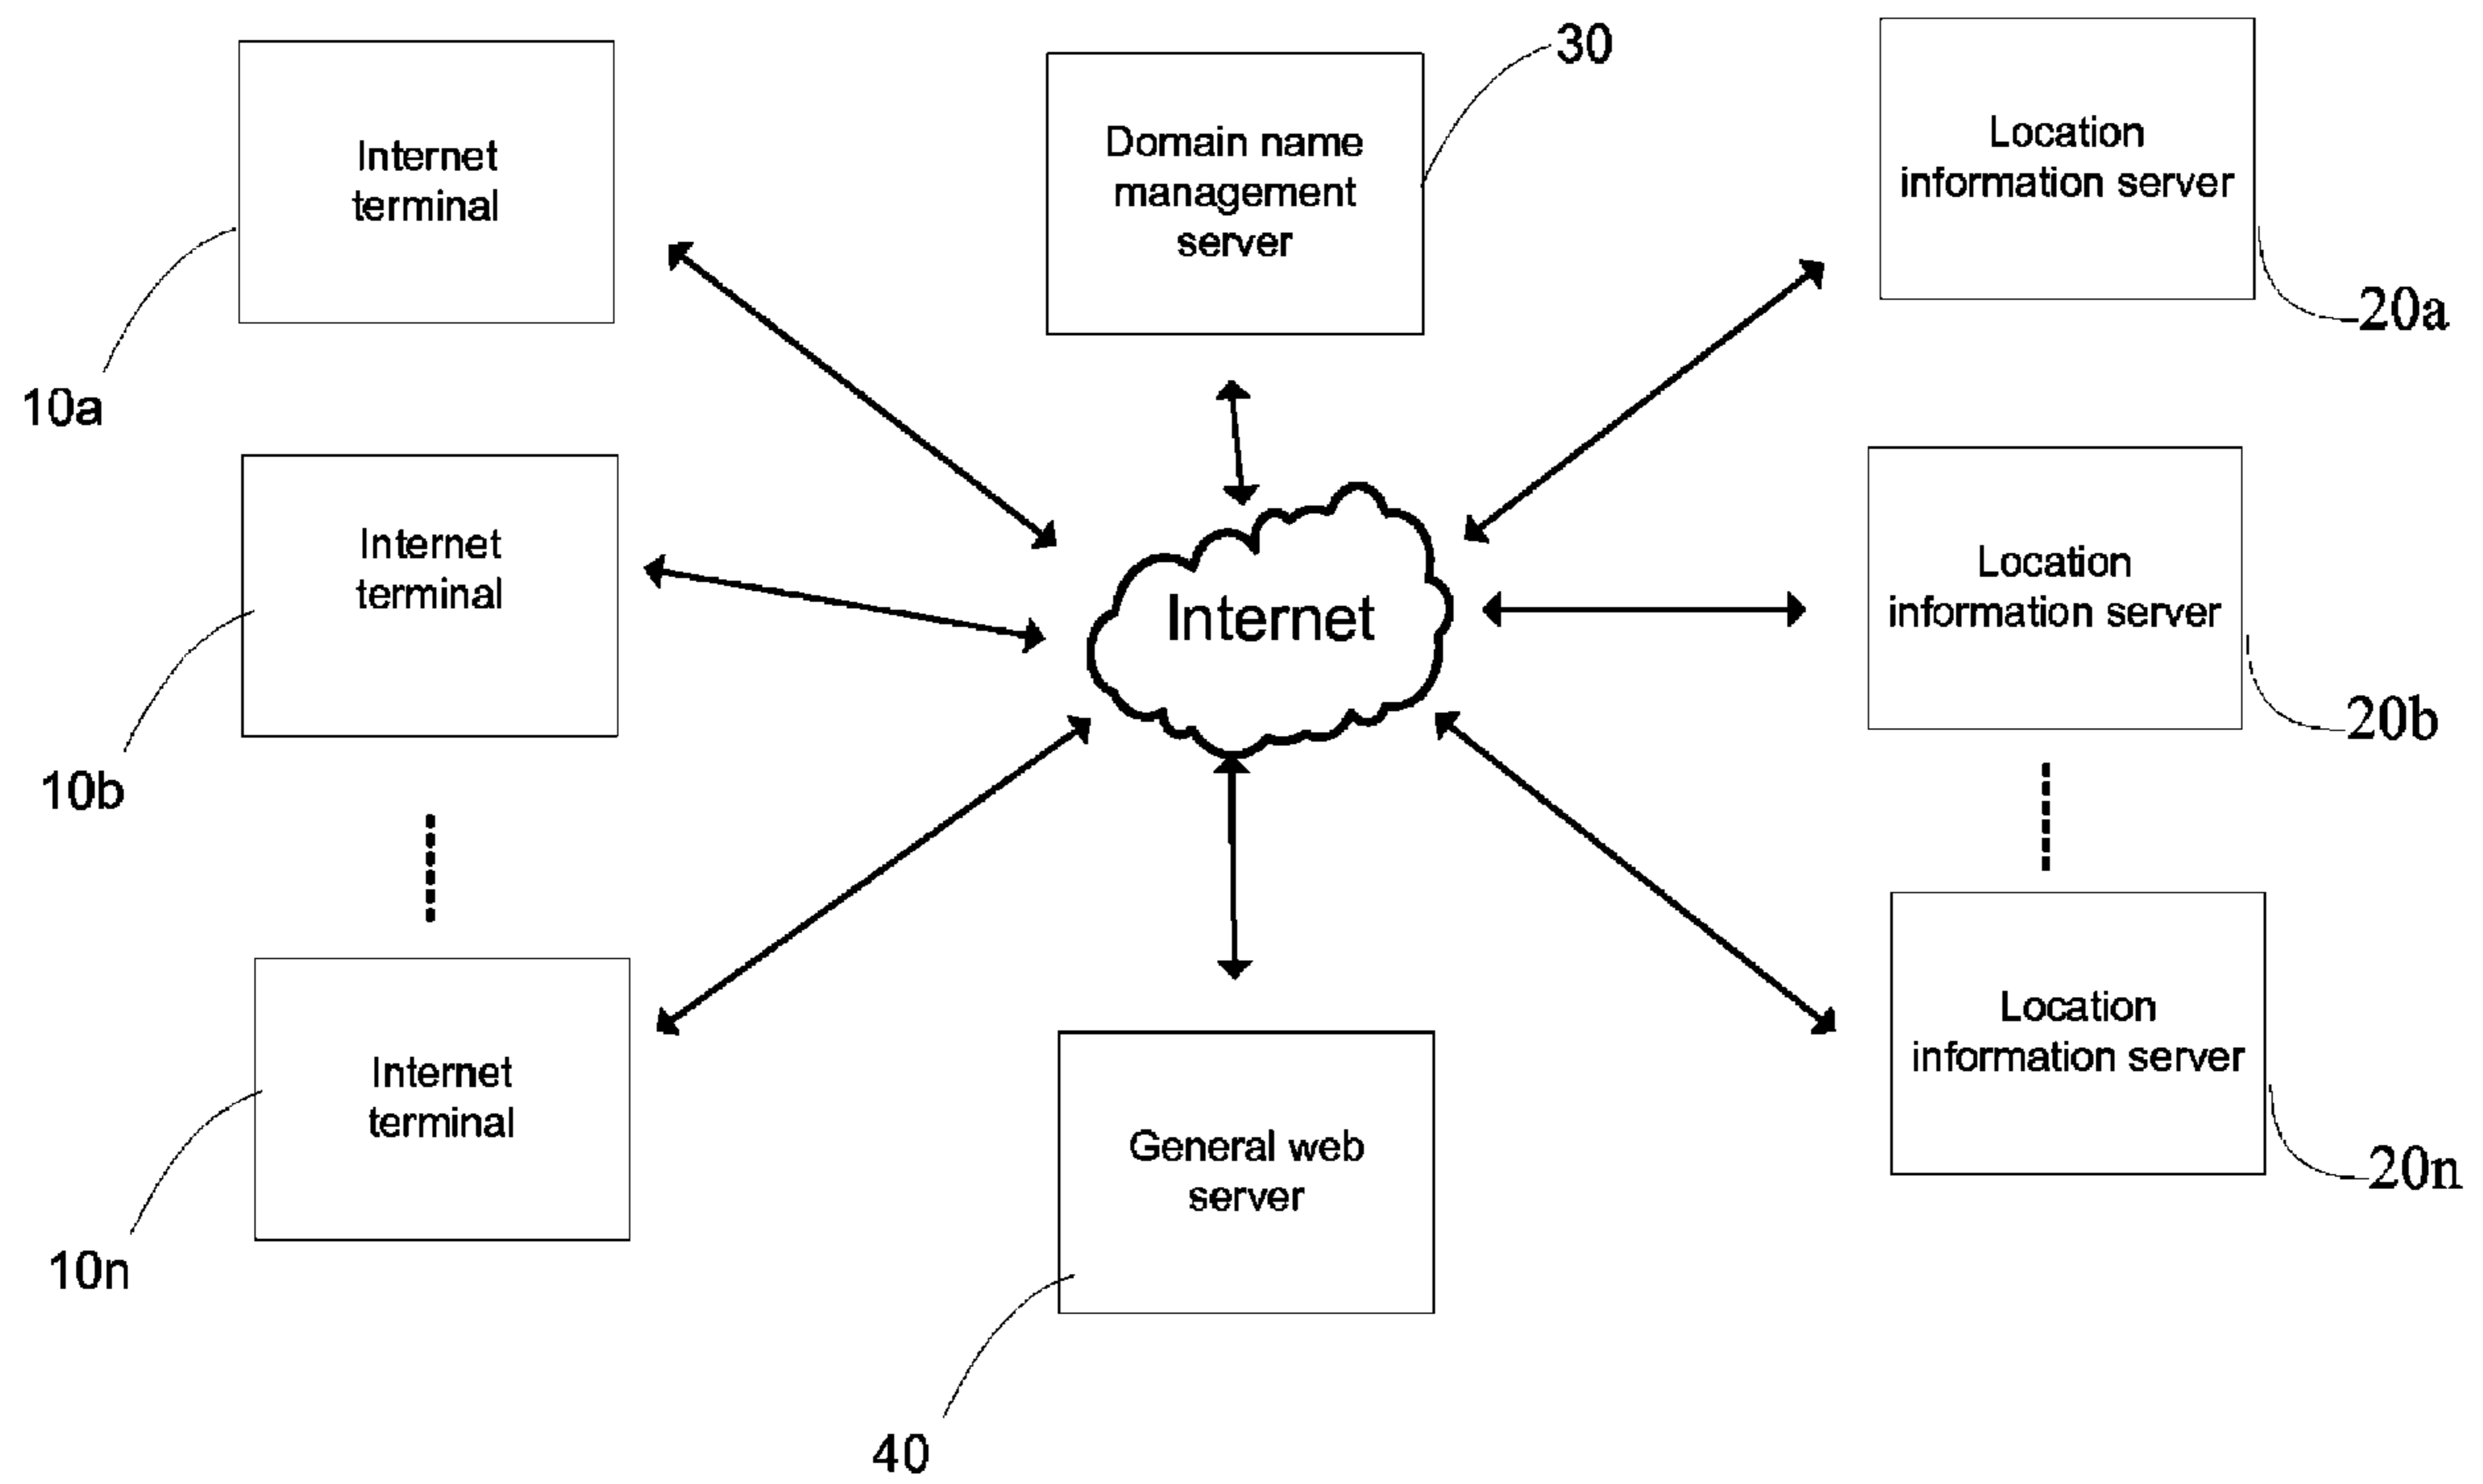 Internet
terminal
10a
Domain name
management
server
30
Location
information server
20a
Internet
terminal
10b
Internet
Location
information server
20b
Internet
terminal
10n
General web
server
40
Location
information server
20n